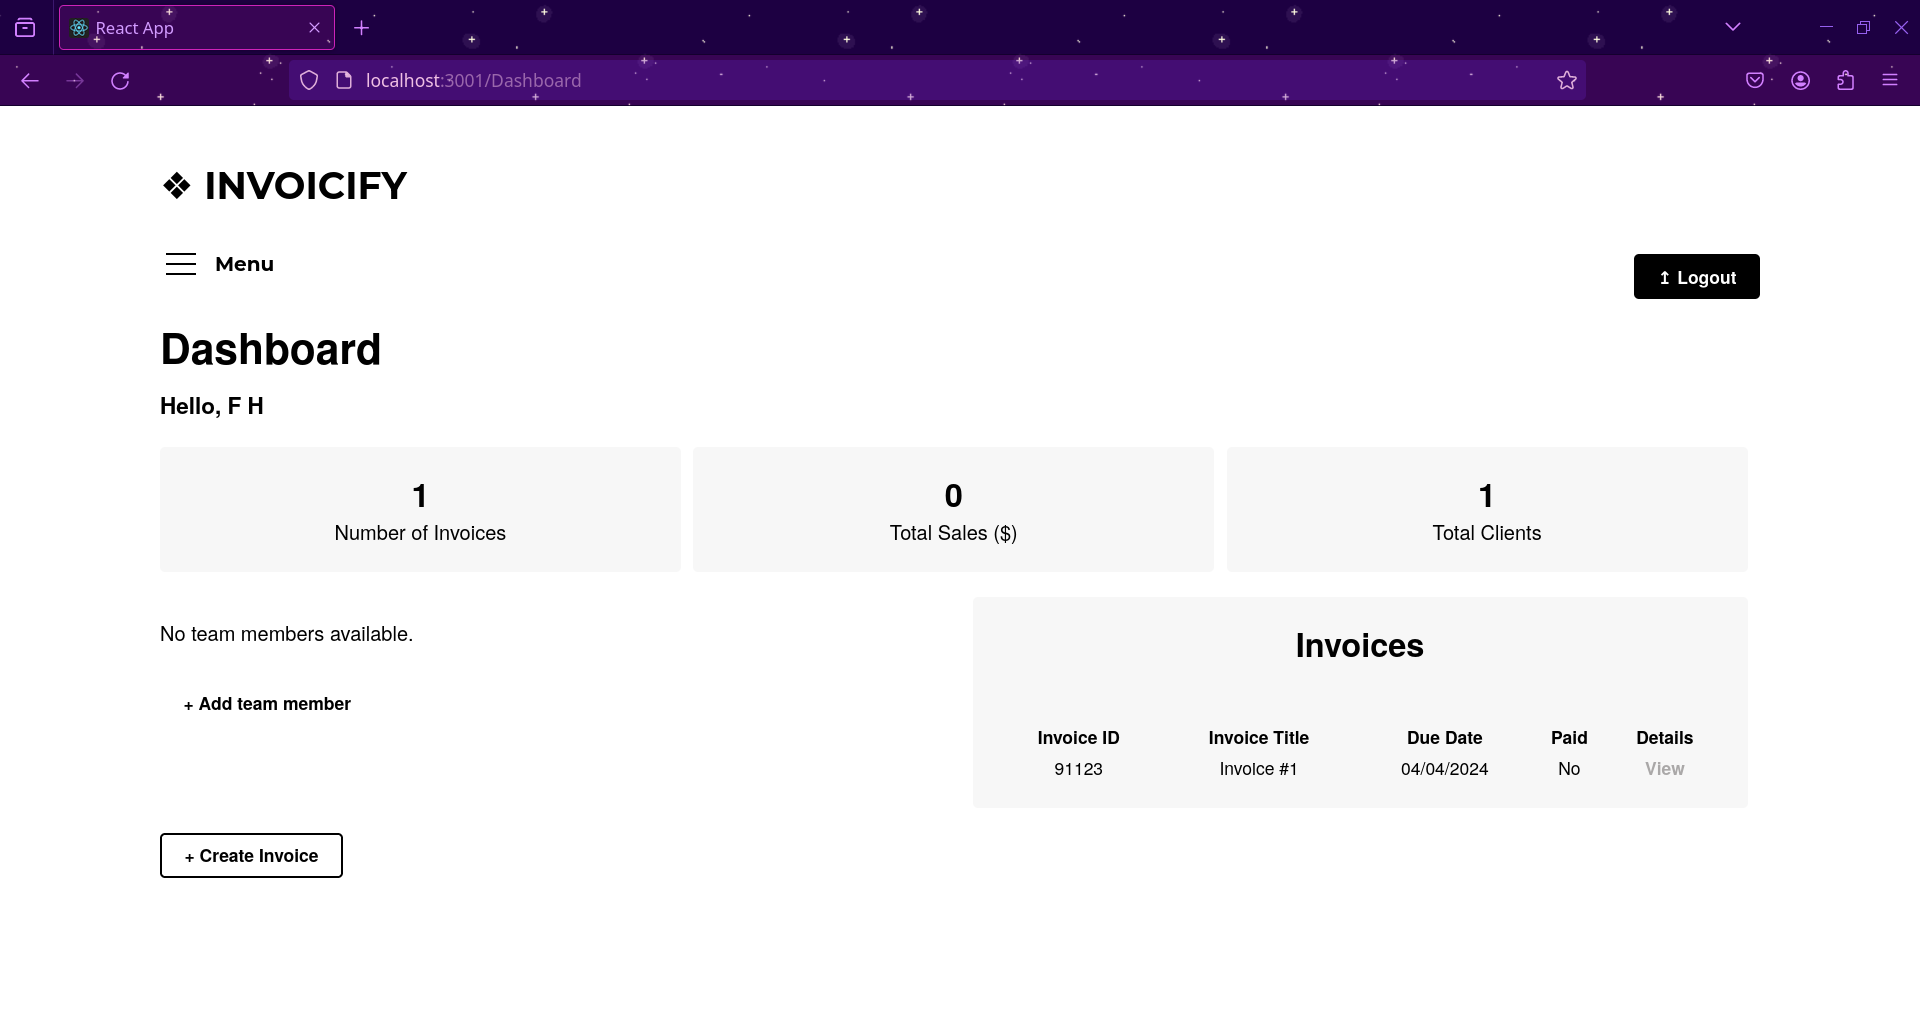 React App
localhost:3001/Dashboard
❖ INVOICIFY
Menu
↥ Logout
Dashboard
Hello, F H
1
Number of Invoices
0
Total Sales ($)
1
Total Clients
No team members available.
+ Add team member
Invoices
Invoice ID Invoice Title Due Date Paid Details
91123 Invoice #1 04/04/2024 No View
+ Create Invoice